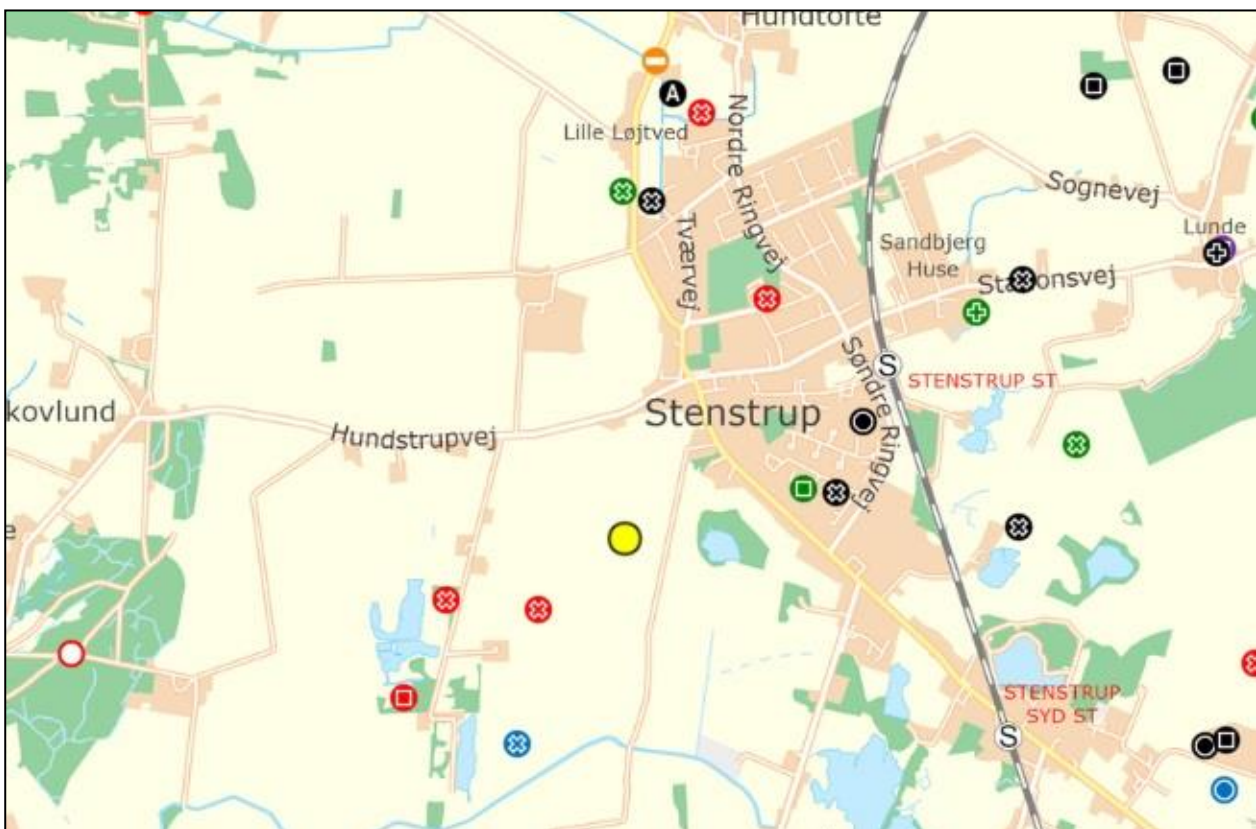 Hundtofte
A
Lille Løjtved
Nordre Ringvej
Sognevej
Tværvej
Sandbjerg
Huse
Lunde
Stationsvej
S
STENSTRUP ST
Søndre Ringvej
kovlund
Stenstrup
Hundstrupvej
e
STENSTRUP
SYD ST
S